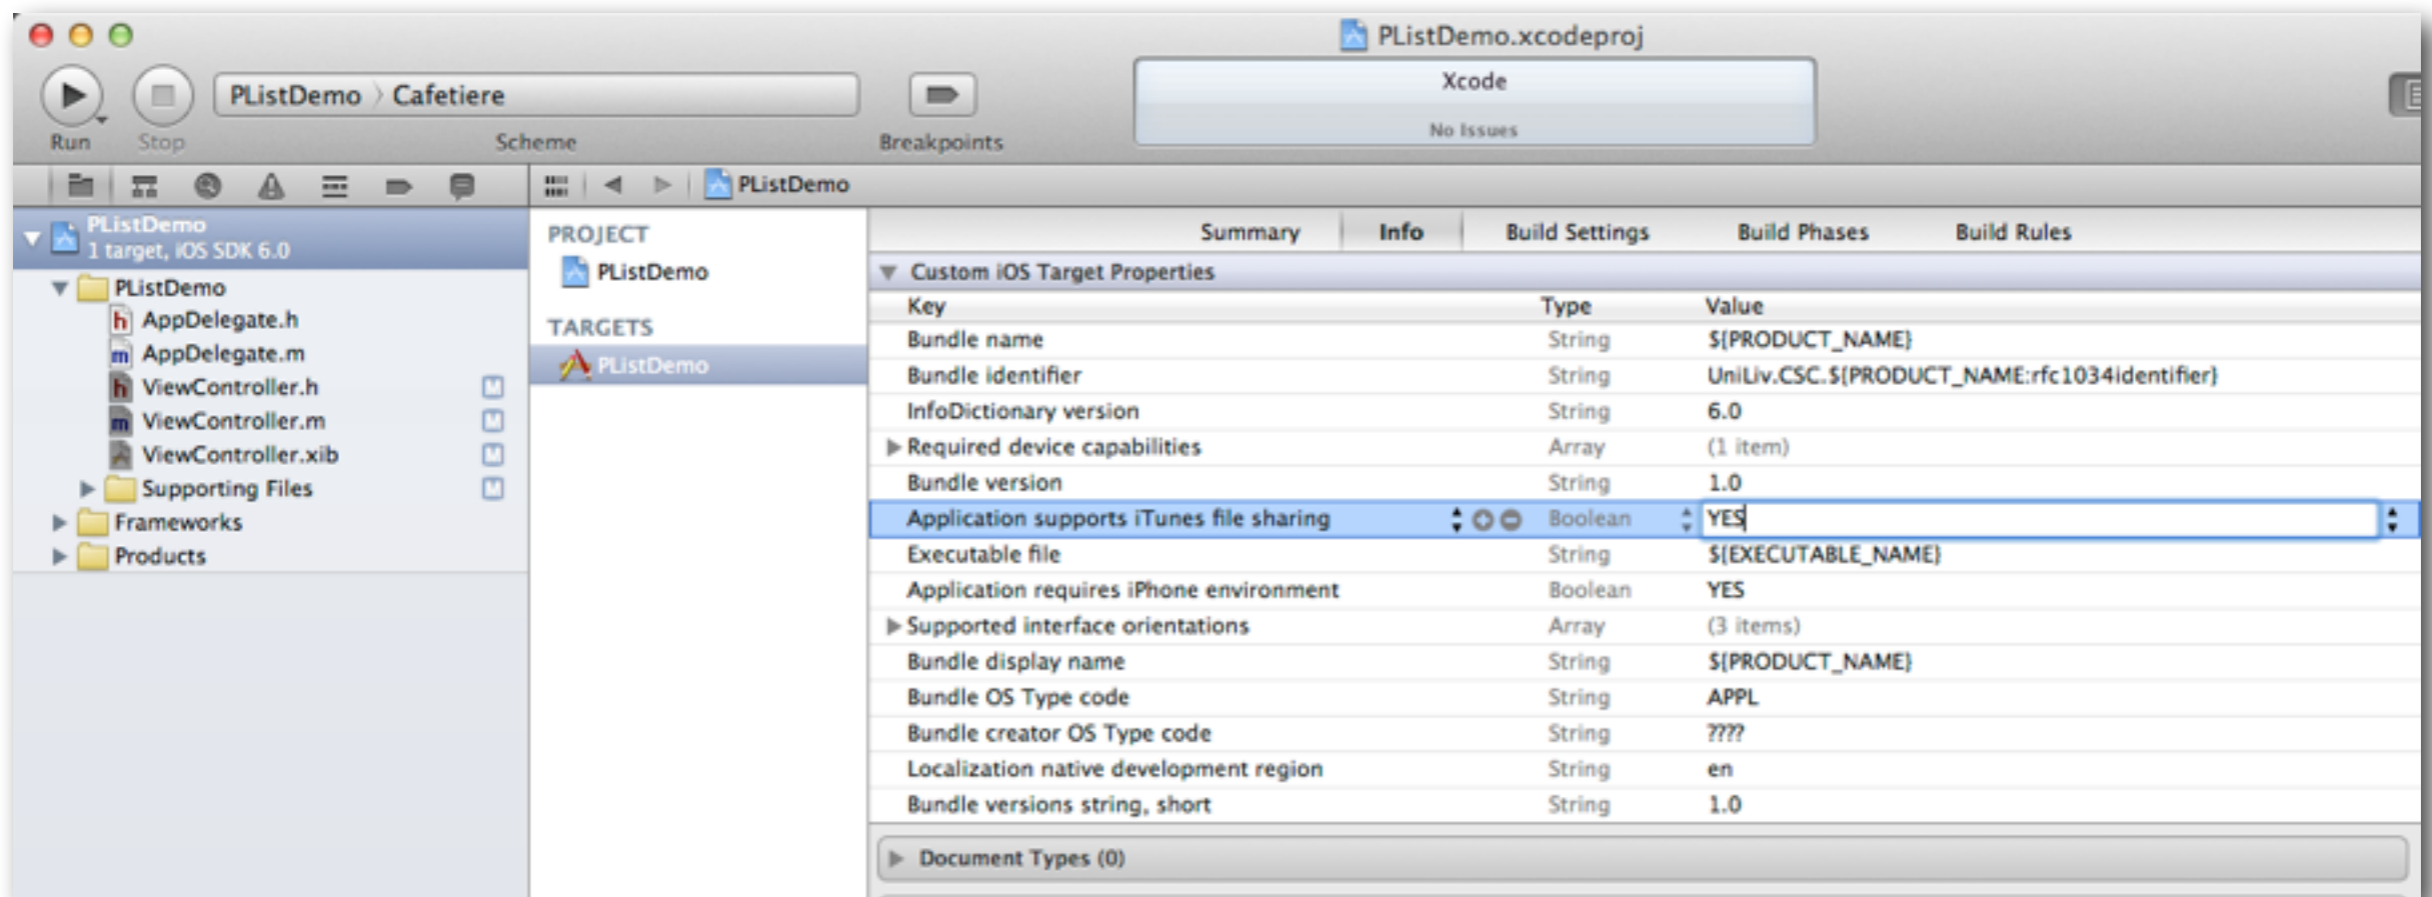 PListDemo.xcodeproj
PListDemo 〉 Cafetiere
Xcode
No Issues
Run
Stop
Scheme
Breakpoints
PListDemo
PListDemo
1 target, iOS SDK 6.0
PListDemo
h AppDelegate.h
m AppDelegate.m
h ViewController.h M
m ViewController.m M
ViewController.xib M
Supporting Files M
Frameworks
Products
PROJECT
PListDemo
TARGETS
PListDemo
Summary Info Build Settings Build Phases Build Rules
Custom iOS Target Properties
Key Type Value
Bundle name String ${PRODUCT_NAME}
Bundle identifier String UniLiv.CSC.${PRODUCT_NAME:rfc1034identifier}
InfoDictionary version String 6.0
Required device capabilities Array (1 item)
Bundle version String 1.0
Application supports iTunes file sharing Boolean YES
Executable file String ${EXECUTABLE_NAME}
Application requires iPhone environment Boolean YES
Supported interface orientations Array (3 items)
Bundle display name String ${PRODUCT_NAME}
Bundle OS Type code String APPL
Bundle creator OS Type code String ????
Localization native development region String en
Bundle versions string, short String 1.0
Document Types (0)